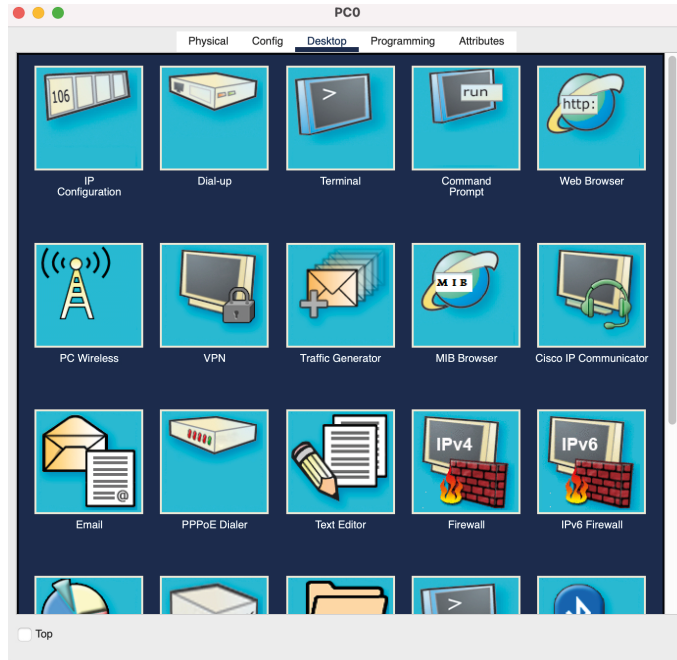 PC0
Physical Config Desktop Programming Attributes
106
>
run
http:
IP
Configuration
Dial-up
Terminal
Command
Prompt
Web Browser
MIB
PC Wireless
VPN
Traffic Generator
MIB Browser
Cisco IP Communicator
@
IPv4
IPv6
Email
PPPoE Dialer
Text Editor
Firewall
IPv6 Firewall
>
Top